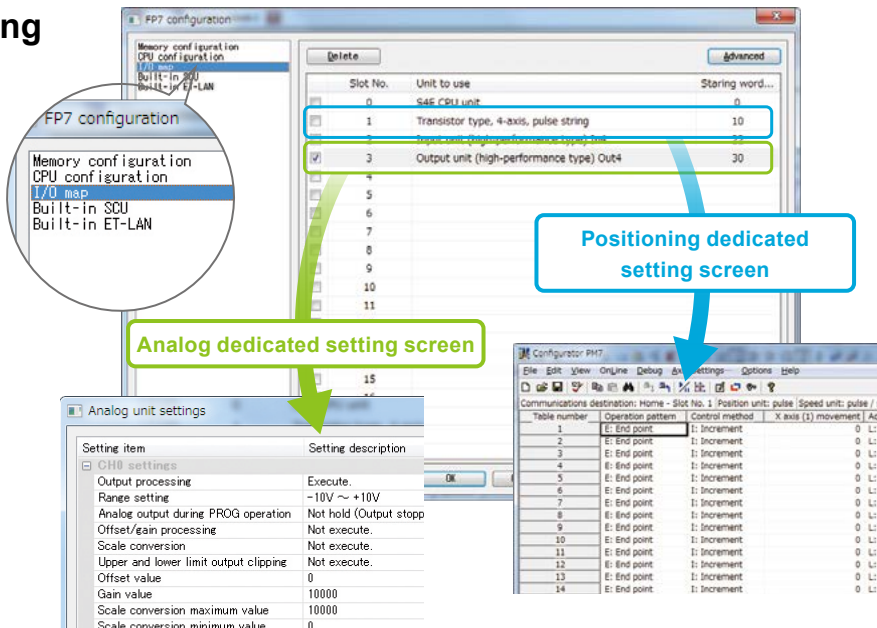 ng
FP7 configuration
Memory configuration
CPU configuration
I/O map
Built-in SCU
Built-in ET-LAN
Delete
Advanced
Slot No. Unit to use Staring word...
0 S4E CPU unit 0
1 Transistor type, 4-axis, pulse string 10
3 Output unit (high-performance type) Out4 30
4
5
6
7
8
9
10
11
15
OK
FP7 configuration
Memory configuration
CPU configuration
I/O map
Built-in SCU
Built-in ET-LAN
Positioning dedicated
setting screen
Analog dedicated setting screen
Analog unit settings
Setting item Setting description
CH0 settings
Output processing Execute.
Range setting -10V ~ +10V
Analog output during PROG operation Not hold (Output stopp
Offset/gain processing Not execute.
Scale conversion Not execute.
Upper and lower limit output clipping Not execute.
Offset value 0
Gain value 10000
Scale conversion maximum value 10000
Scale conversion minimum value 0
Configurator PM7
File Edit View OnLine Debug Settings Options Help
Communications destination: Home - Slot No. 1 Position unit: pulse Speed unit: pulse /
Table number Operation pattern Control method X axis (1) movement
1 E: End point I: Increment 0 L:
2 E: End point I: Increment 0 L:
3 E: End point I: Increment 0 L:
4 E: End point I: Increment 0 L:
5 E: End point I: Increment 0 L:
6 E: End point I: Increment 0 L:
7 E: End point I: Increment 0 L:
8 E: End point I: Increment 0 L:
9 E: End point I: Increment 0 L:
10 E: End point I: Increment 0 L:
11 E: End point I: Increment 0 L:
12 E: End point I: Increment 0 L:
13 E: End point I: Increment 0 L:
14 E: End point I: Increment 0 L: